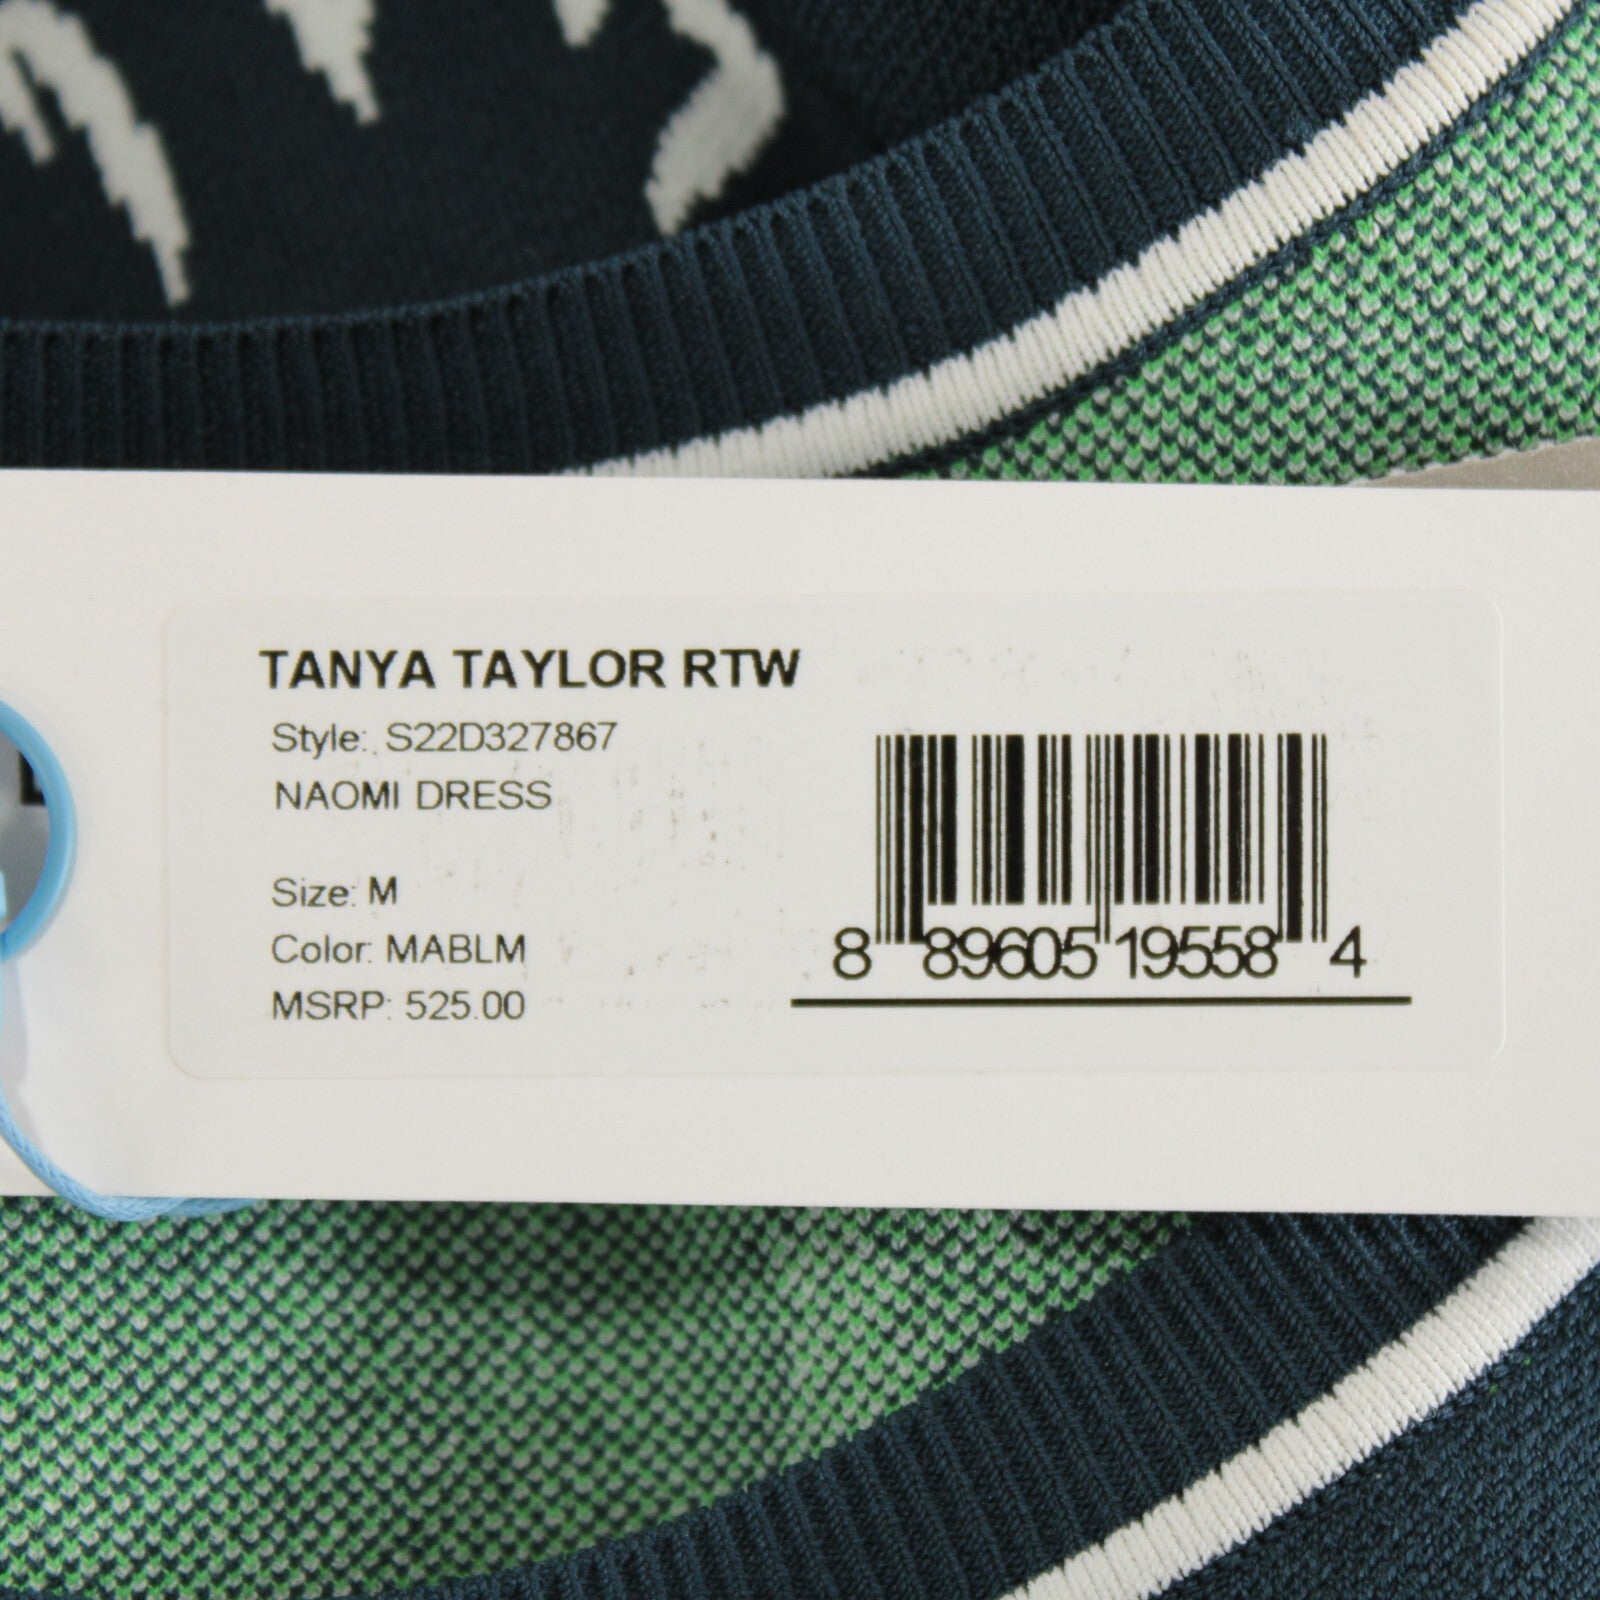 TANYA TAYLOR RTW
Style: S22D327867
NAOMI DRESS
Size: M
Color: MABLM
MSRP: 525.00
8 89605 19558 4